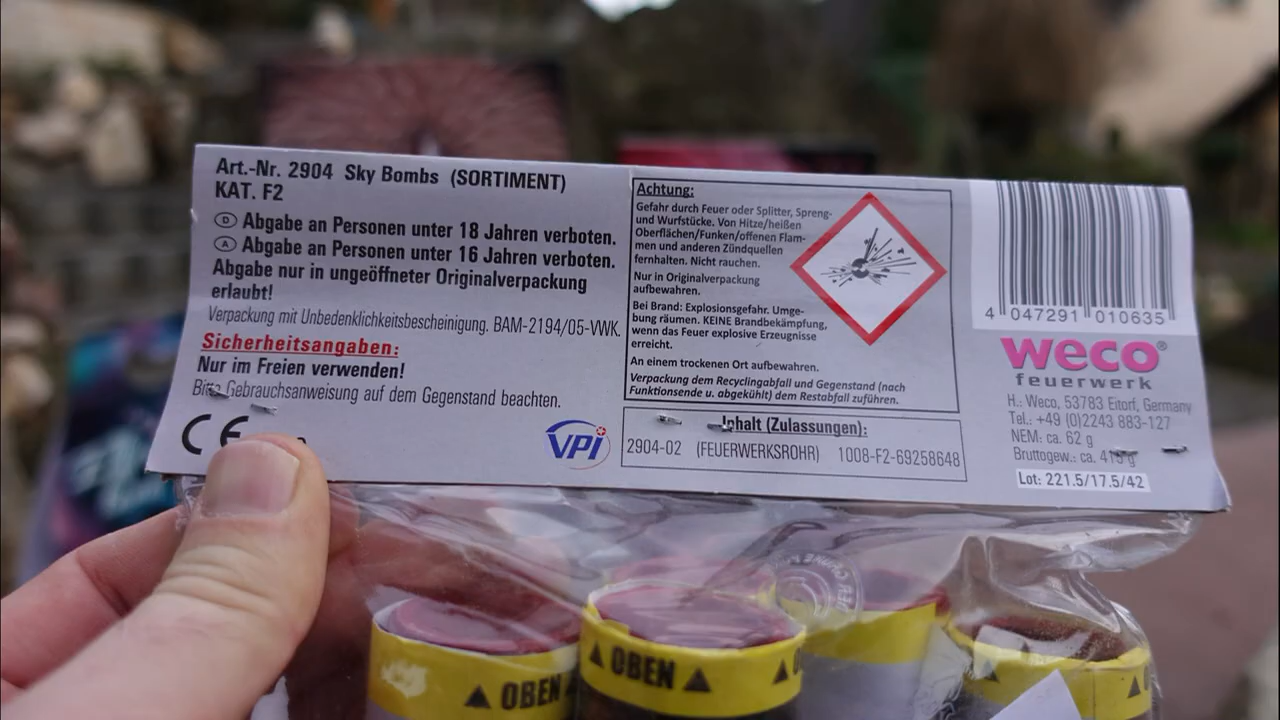 Art.-Nr. 2904 Sky Bombs (SORTIMENT)
KAT. F2
D Abgabe an Personen unter 18 Jahren verboten.
A Abgabe an Personen unter 16 Jahren verboten.
Abgabe nur in ungeöffneter Originalverpackung
erlaubt!
Verpackung mit Unbedenklichkeitsbescheinigung. BAM-2194/05-VWK.
Sicherheitsangaben:
Nur im Freien verwenden!
Bitte Gebrauchsanweisung auf dem Gegenstand beachten.
CE
VPI
Achtung:
Gefahr durch Feuer oder Splitter, Spreng-
und Wurfstücke. Von Hitze/heißen
Oberflächen/Funken/offenen Flam-
men und anderen Zündquellen
fernhalten. Nicht rauchen.
Nur in Originalverpackung
aufbewahren.
Bei Brand: Explosionsgefahr. Umge-
bung räumen. KEINE Brandbekämpfung,
wenn das Feuer explosive Erzeugnisse
erreicht.
An einem trockenen Ort aufbewahren.
Verpackung dem Recyclingabfall und Gegenstand (nach
Funktionsende u. abgekühlt) dem Restabfall zuführen.
Inhalt (Zulassungen):
2904-02 (FEUERWERKSROHR) 1008-F2-69258648
4 047291 010635
weco®
feuerwerk
H.: Weco, 53783 Eitorf, Germany
Tel.: +49 (0)2243 883-127
NEM: ca. 62 g
Bruttogew.: ca. g
Lot: 221.5/17.5/42
OBEN
OBEN